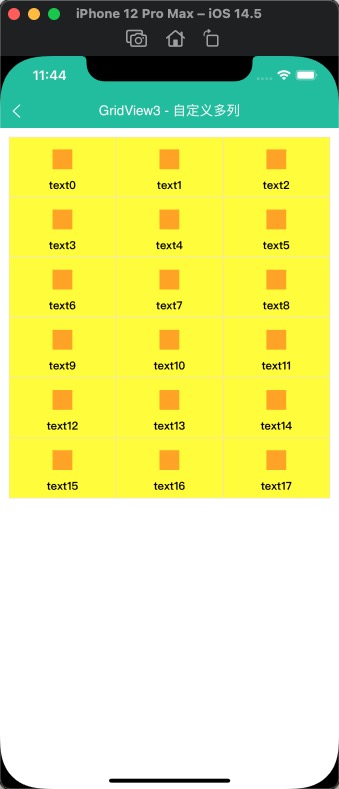 iPhone 12 Pro Max – iOS 14.5
11:44
GridView3 - 自定义多列
text0 text1 text2
text3 text4 text5
text6 text7 text8
text9 text10 text11
text12 text13 text14
text15 text16 text17